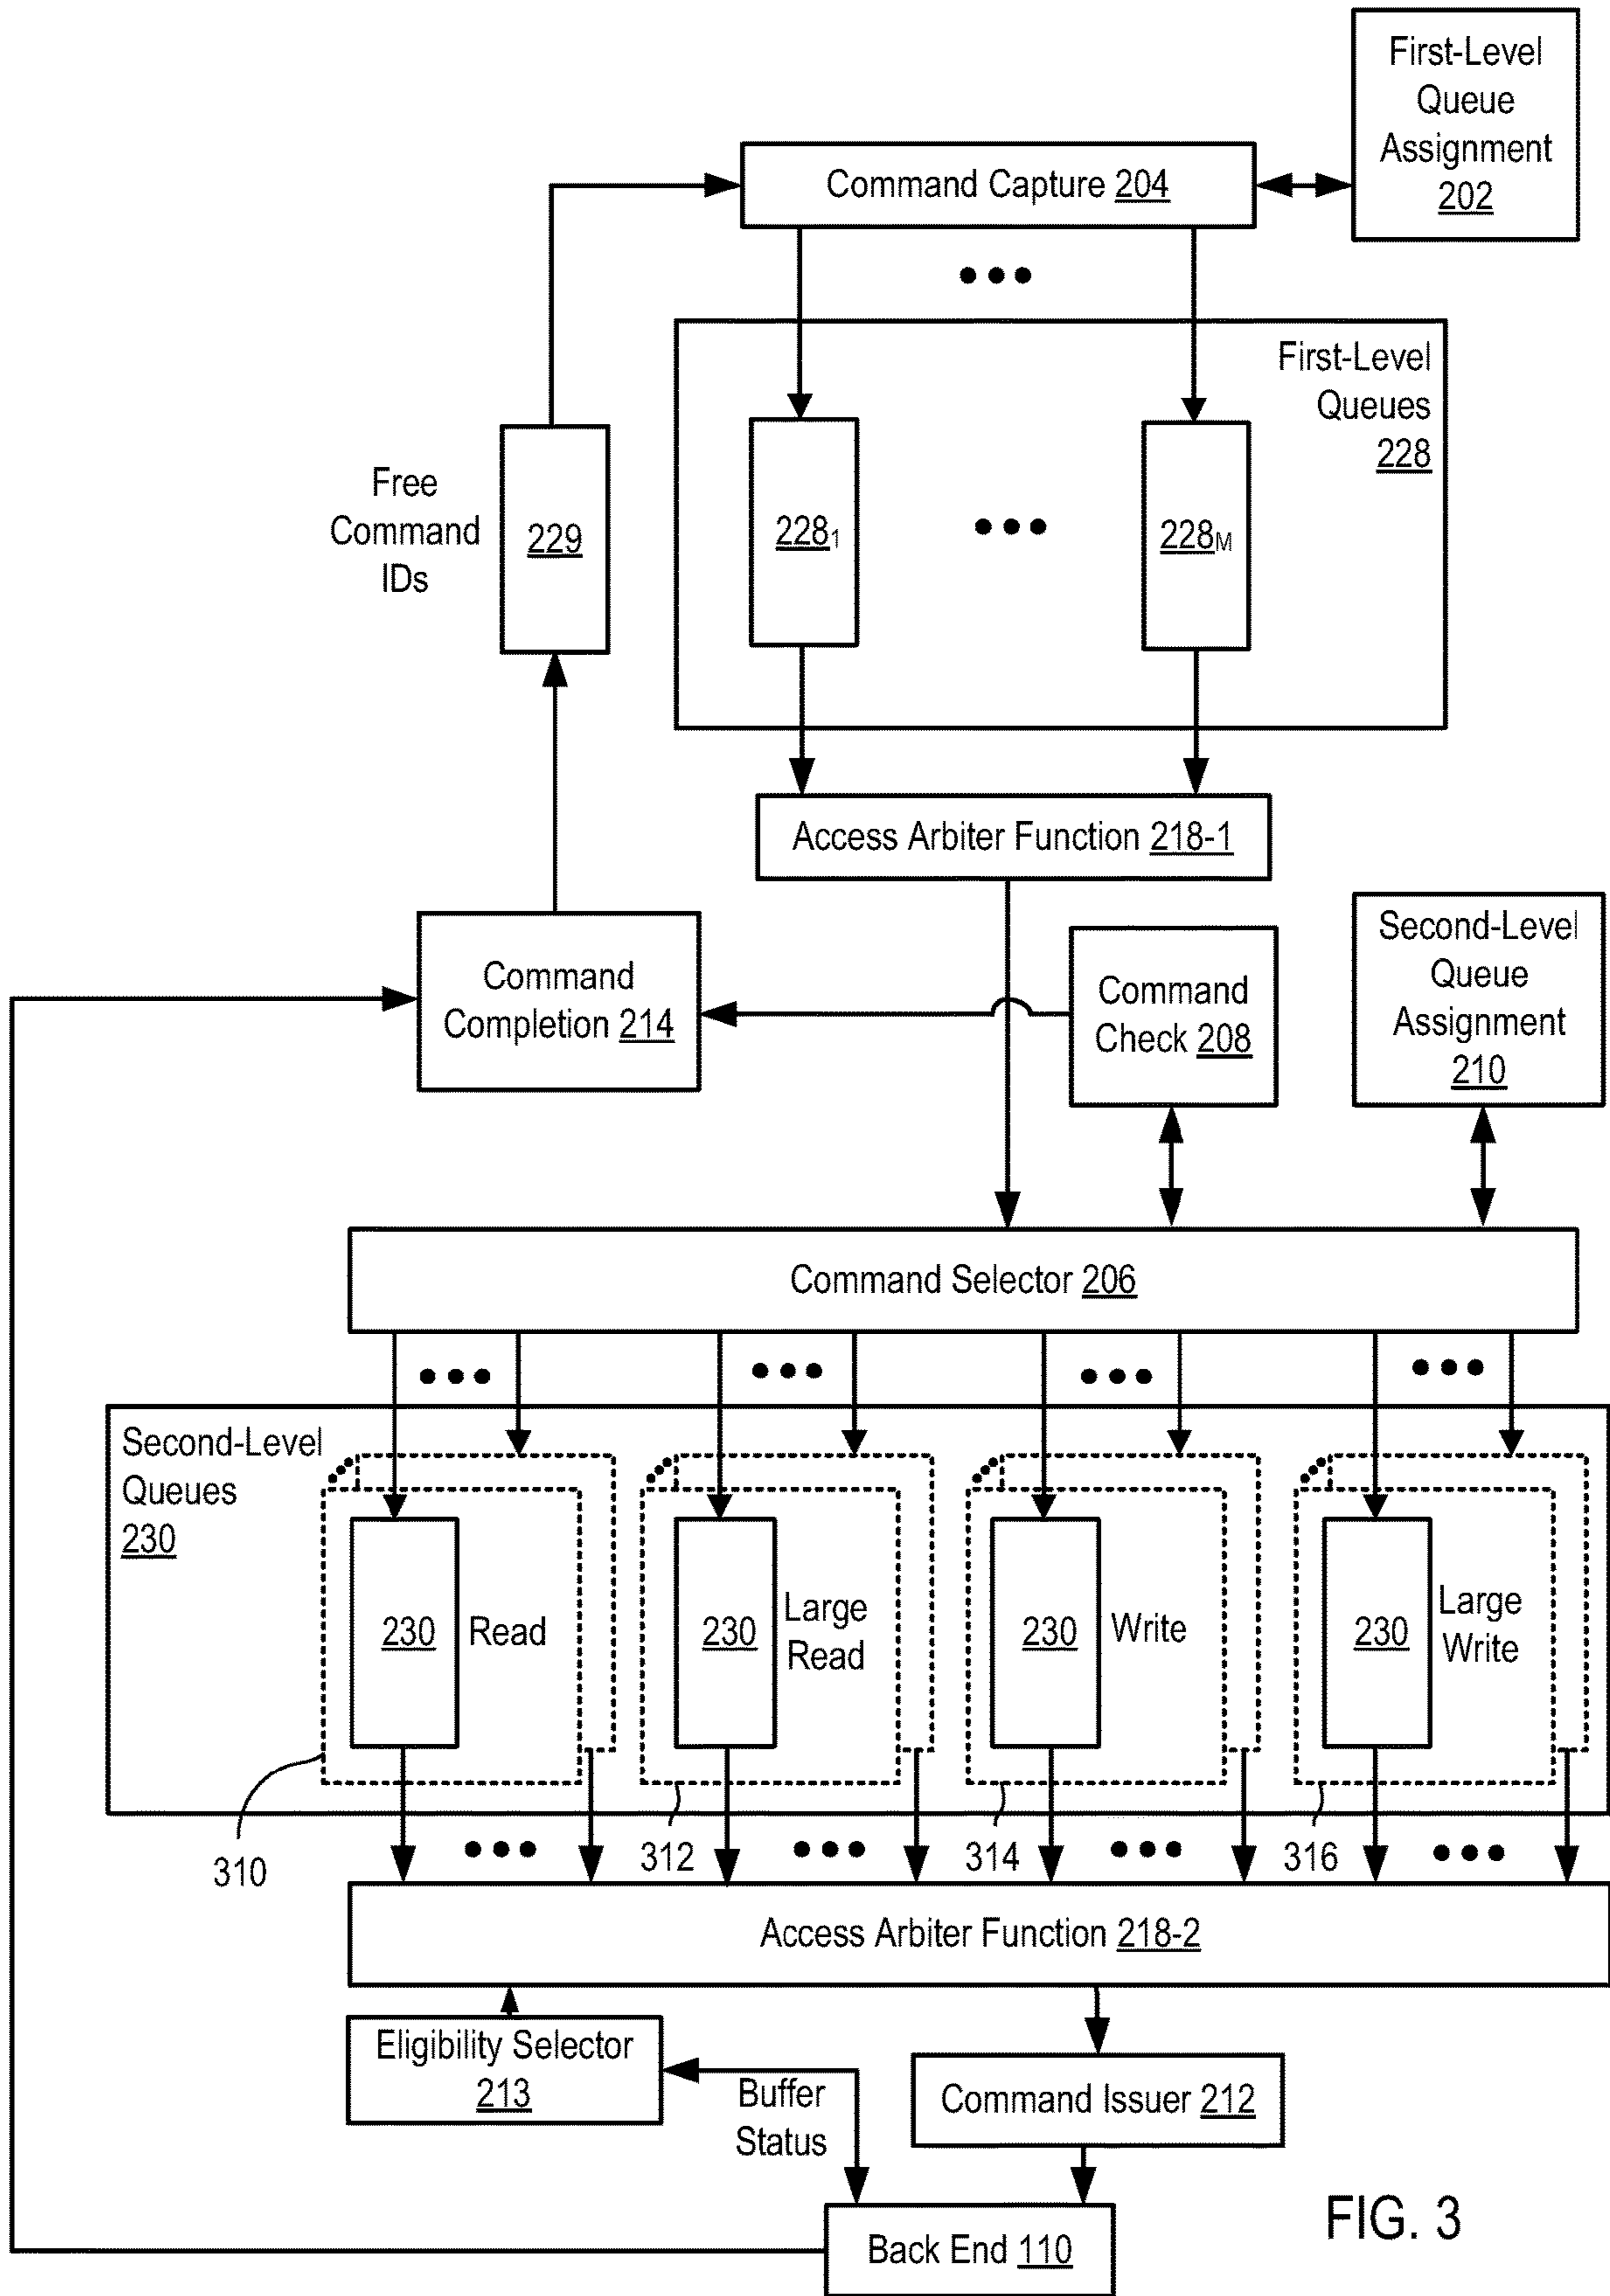 First-Level
Queue
Assignment
202
Command Capture 204
First-Level
Queues
228
Free
Command
IDs
229
228₁
228M
Access Arbiter Function 218-1
Command
Completion 214
Command
Check 208
Second-Level
Queue
Assignment
210
Command Selector 206
Second-Level
Queues
230
230 Read
230 Large
Read
230 Write
230 Large
Write
310
312
314
316
Access Arbiter Function 218-2
Eligibility Selector
213
Buffer
Status
Command Issuer 212
Back End 110
FIG. 3